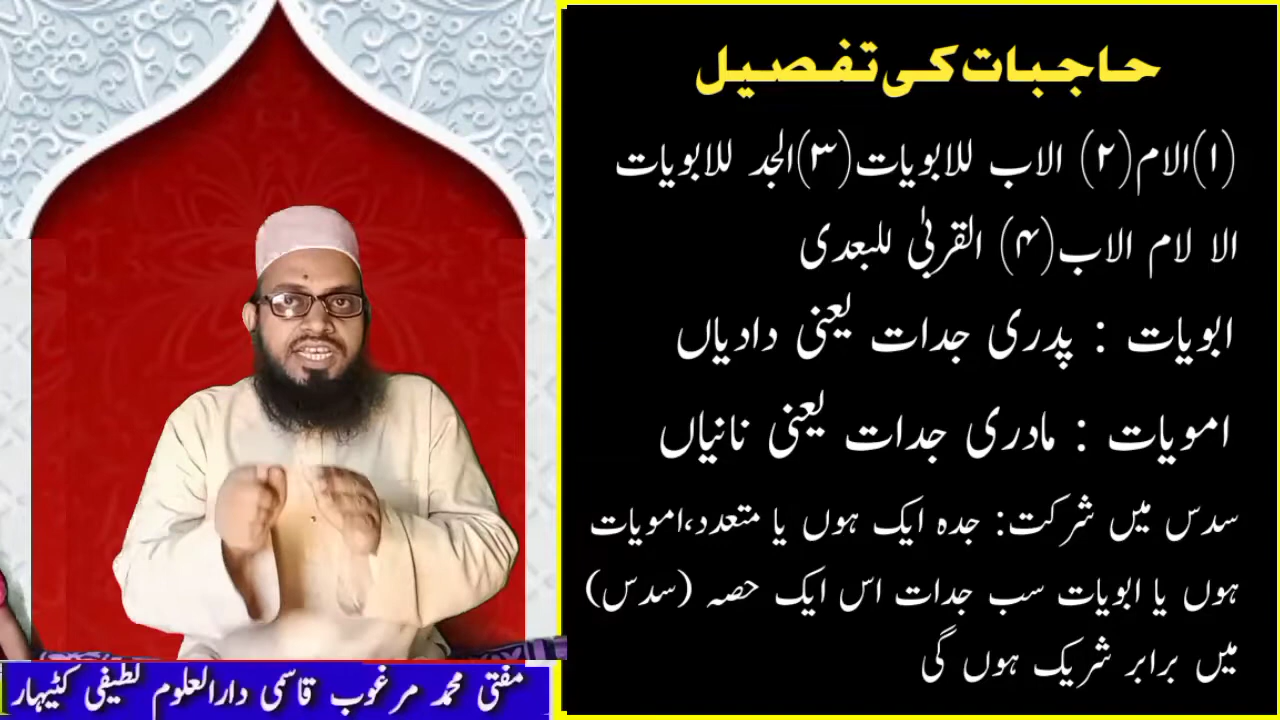 حاجبات کی تفصیل
(۱)الام(۲) الاب للابویات(۳)الجد للابویات
الا لام الاب(۴) القربیٰ للبعدی
ابویات : پدری جدات یعنی دادیاں
امویات : مادری جدات یعنی نانیاں
سدس میں شرکت: جدہ ایک ہوں یا متعدد،امویات
ہوں یا ابویات سب جدات اس ایک حصہ (سدس)
میں برابر شریک ہوں گی
مفتی محمد مرغوب قاسمی دارالعلوم لطیفی کٹیہار